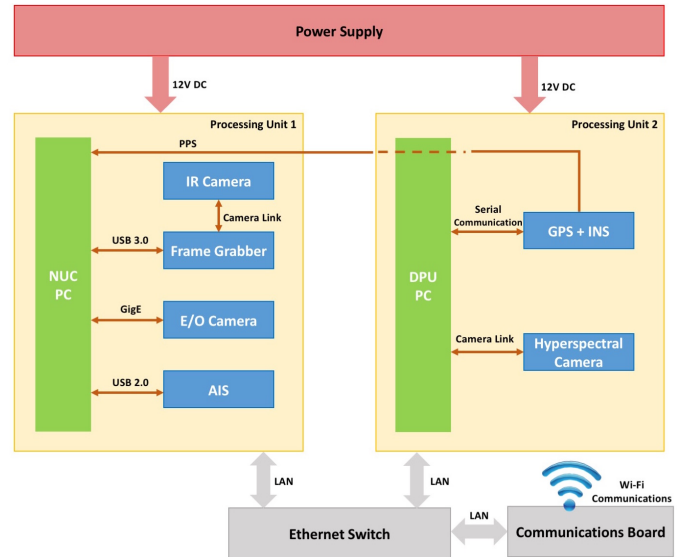 Power Supply
12V DC
12V DC
Processing Unit 1
Processing Unit 2
PPS
IR Camera
Camera Link
Serial
Communication
USB 3.0
Frame Grabber
GPS + INS
NUC
PC
DPU
PC
GigE
E/O Camera
Camera Link
Hyperspectral
Camera
USB 2.0
AIS
LAN
LAN
Wi-Fi
Communications
LAN
Ethernet Switch
Communications Board